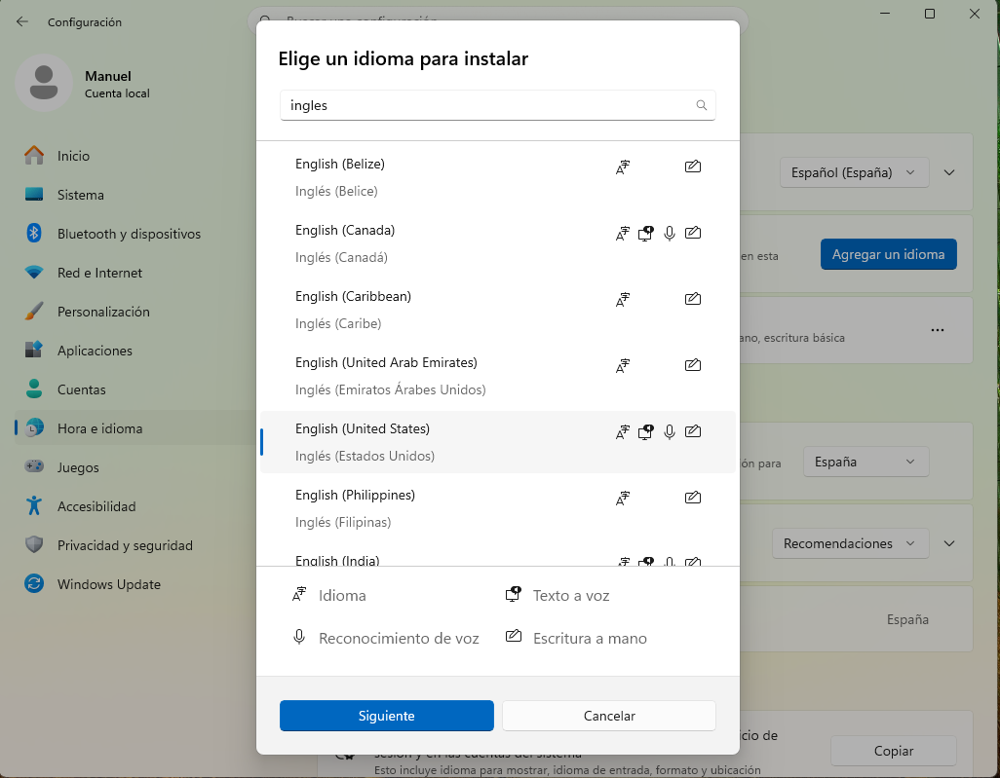 Configuración
Manuel
Cuenta local
Inicio
Sistema
Bluetooth y dispositivos
Red e Internet
Personalización
Aplicaciones
Cuentas
Hora e idioma
Juegos
Accesibilidad
Privacidad y seguridad
Windows Update
Elige un idioma para instalar
ingles
English (Belize)
Inglés (Belice)
English (Canada)
Inglés (Canadá)
English (Caribbean)
Inglés (Caribe)
English (United Arab Emirates)
Inglés (Emiratos Árabes Unidos)
English (United States)
Inglés (Estados Unidos)
English (Philippines)
Inglés (Filipinas)
English (India)
Idioma
Texto a voz
Reconocimiento de voz
Escritura a mano
Siguiente
Cancelar
Español (España)
en esta
Agregar un idioma
ano, escritura básica
ión para
España
Recomendaciones
España
icio de
sesión y en las cuentas del sistema
Copiar
Esto incluye idioma para mostrar, idioma de entrada, formato y ubicación